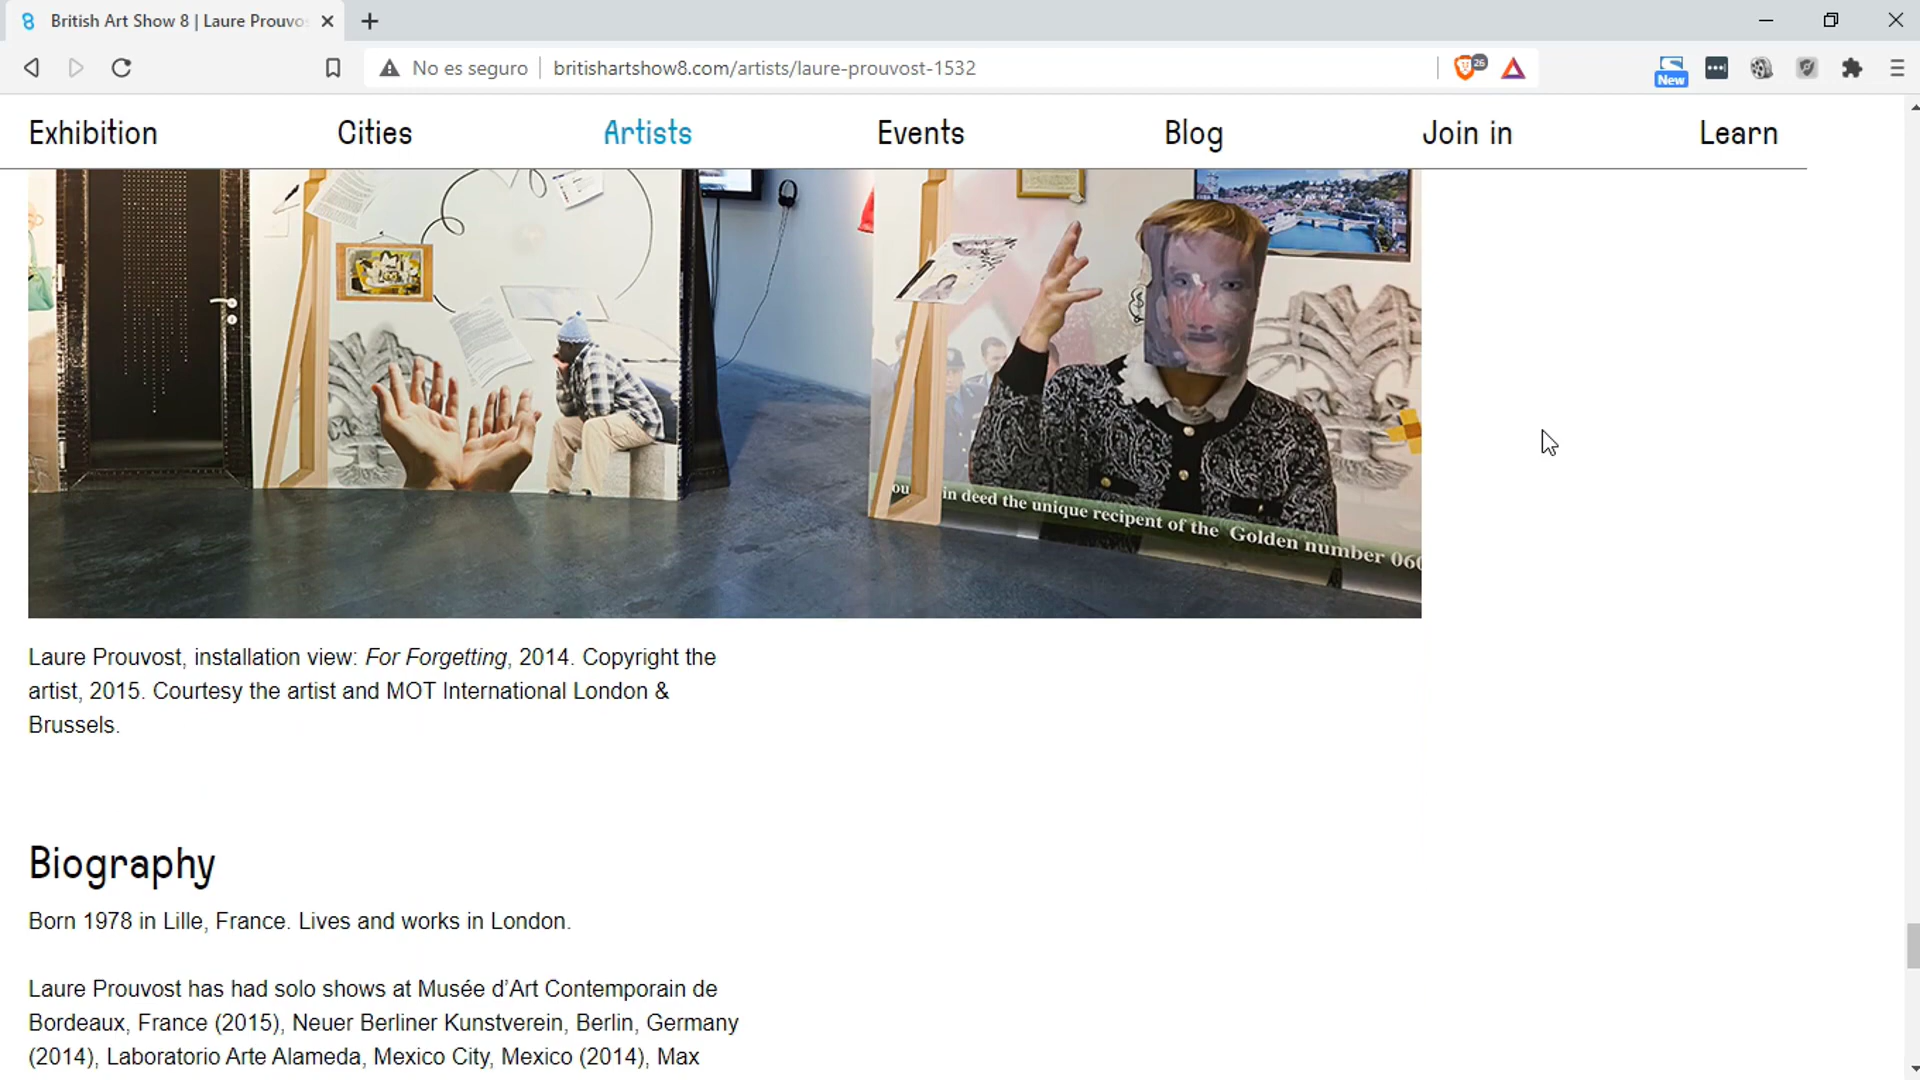 British Art Show 8 | Laure Prouvos
No es seguro
britishartshow8.com/artists/laure-prouvost-1532
26
New
Exhibition
Cities
Artists
Events
Blog
Join in
Learn
in deed the unique recipent of the Golden number 060
Laure Prouvost, installation view: For Forgetting, 2014. Copyright the
artist, 2015. Courtesy the artist and MOT International London &
Brussels.
Biography
Born 1978 in Lille, France. Lives and works in London.
Laure Prouvost has had solo shows at Musée d’Art Contemporain de
Bordeaux, France (2015), Neuer Berliner Kunstverein, Berlin, Germany
(2014), Laboratorio Arte Alameda, Mexico City, Mexico (2014), Max